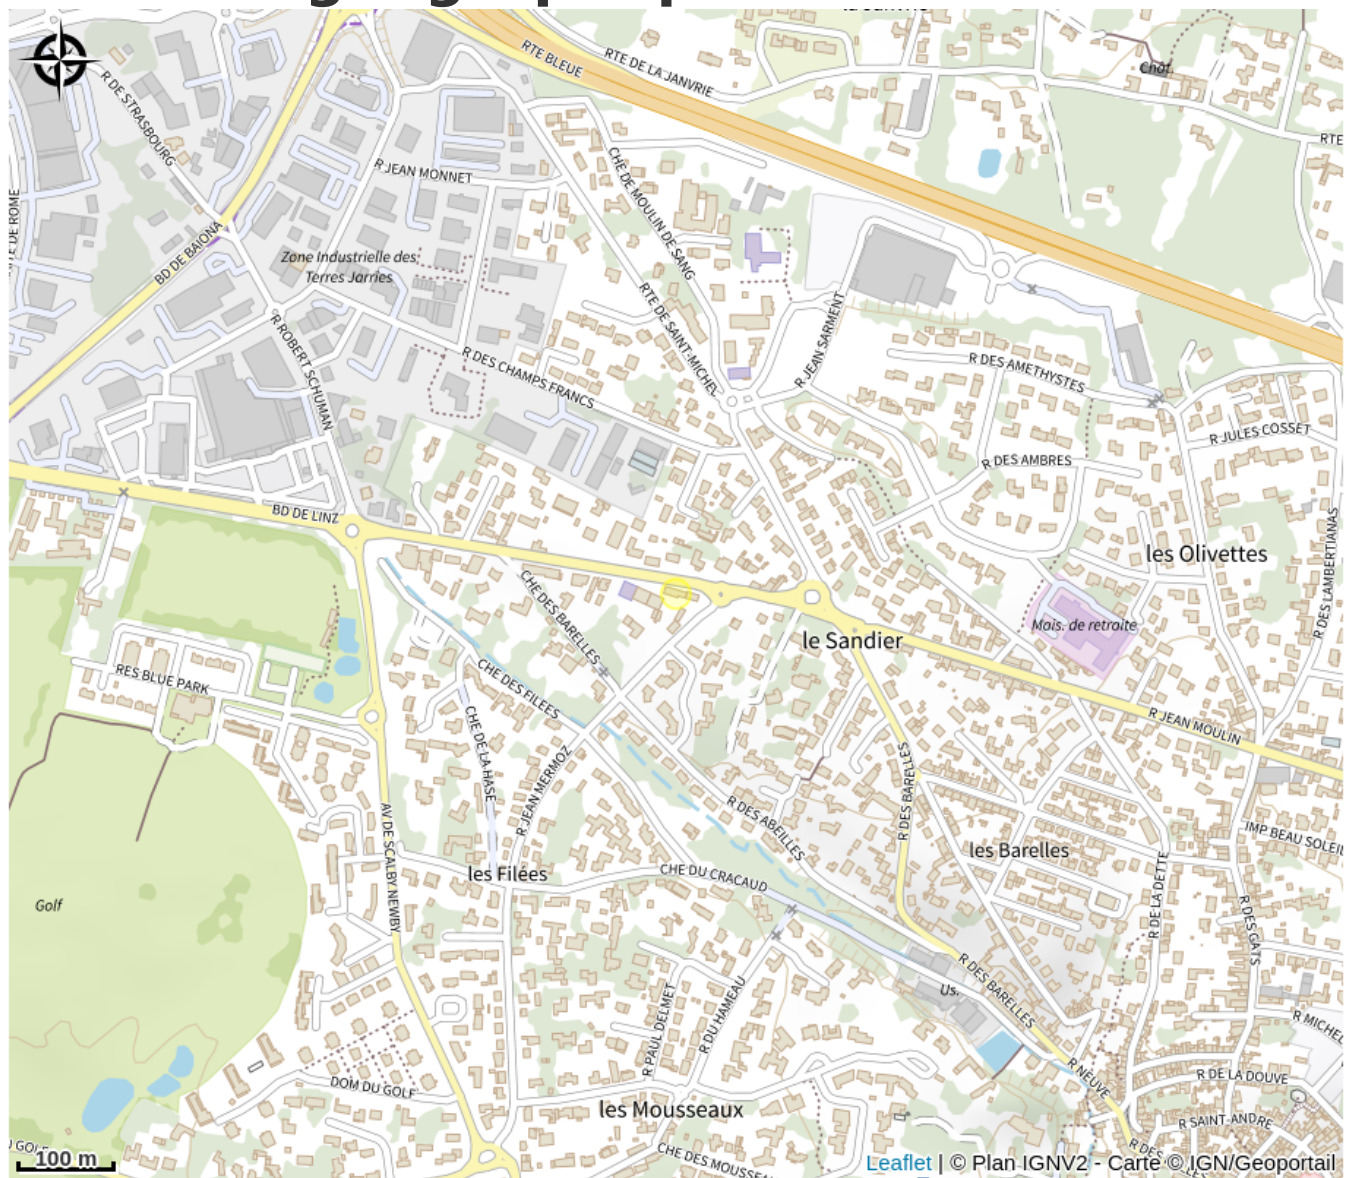 RTE BLEUE
RTE DE LA JANVRIE
Chât.
RTE
R DE STRASBOURG
R JEAN MONNET
CHE DE MOULIN DE SANG
BD DE BAIONA
Zone Industrielle des
Terres Jarries
RTE DE SAINT-MICHEL
R JEAN SARMENT
R ROBERT SCHUMAN
R DES CHAMPS FRANCS
R DES AMETHYSTES
R JULES COSSET
R DES AMBRES
BD DE LINZ
les Olivettes
R DES LAMBERTIANAS
CHE DES BARELLES
Mais. de retraite
le Sandier
RES BLUE PARK
CHE DES FILEES
CHE DE LA HASE
R JEAN MERMOZ
R JEAN MOULIN
R DES BARELLES
R DES ABEILLES
AV DE SCALBY NEWBY
IMP BEAU SOLEIL
les Barelles
les Filées
CHE DU CRACAUD
R DE LA DETTE
R DES GATS
Golf
R DES BARELLES
Us.
R PAUL DELMET
R DU HAMEAU
R MICHEL
R NEUVE
R DE LA DOUVE
DOM DU GOLF
les Mousseaux
R SAINT-ANDRE
CHE DES MOUSSEA
100 m
Leaflet | © Plan IGNV2 - Carte © IGN/Geoportail